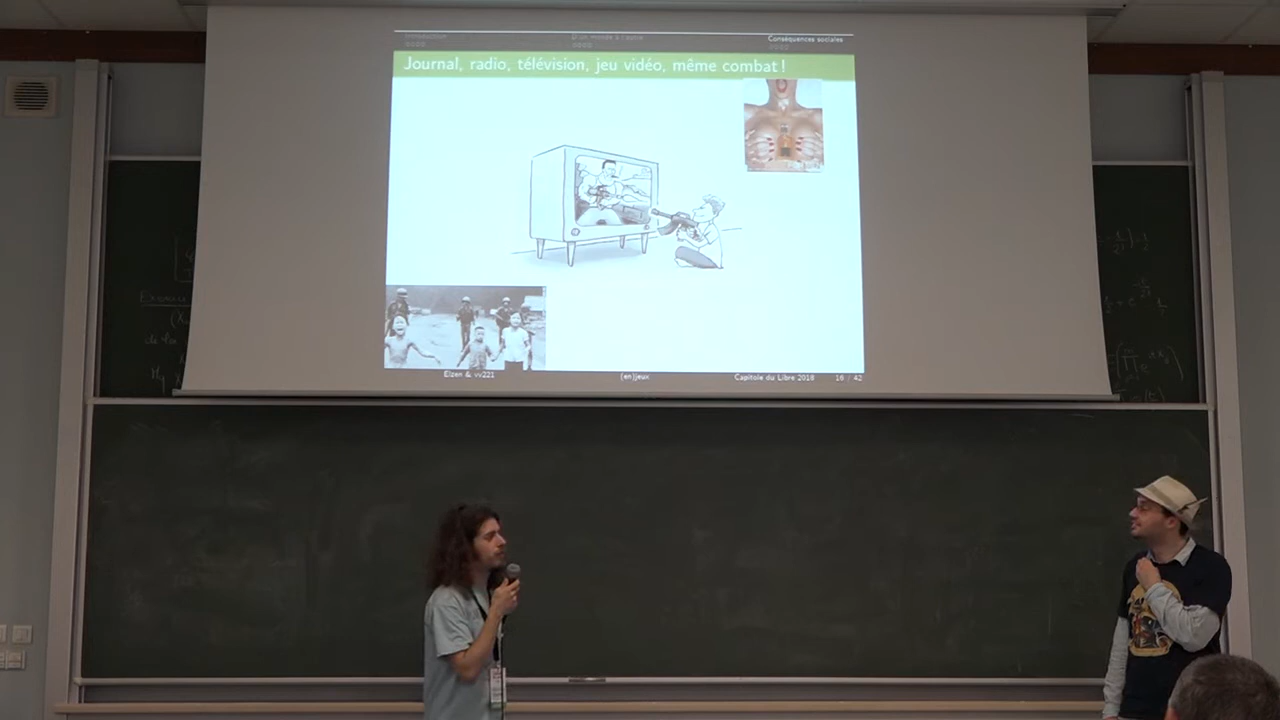 Introduction
D'un monde à l'autre
Conséquences sociales
Journal, radio, télévision, jeu vidéo, même combat !
Elzen & vv221
(en)jeux
Capitole du Libre 2018
16 / 42